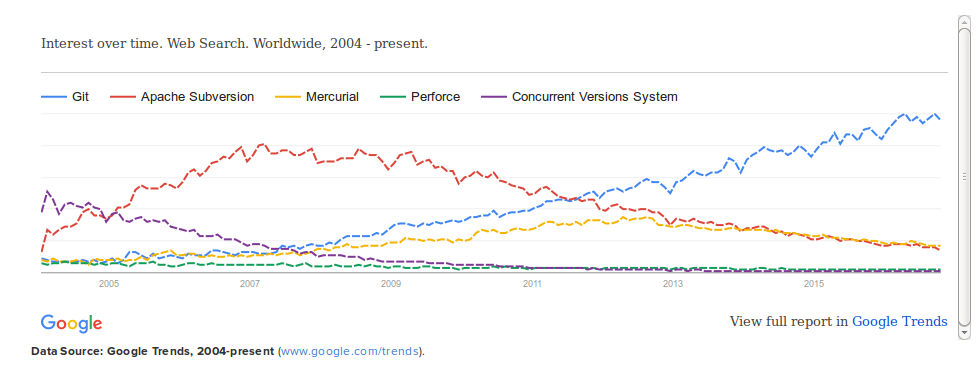 Interest over time. Web Search. Worldwide, 2004 - present.
Git Apache Subversion Mercurial Perforce Concurrent Versions System
2005 2007 2009 2011 2013 2015
Google View full report in Google Trends
Data Source: Google Trends, 2004-present (www.google.com/trends).